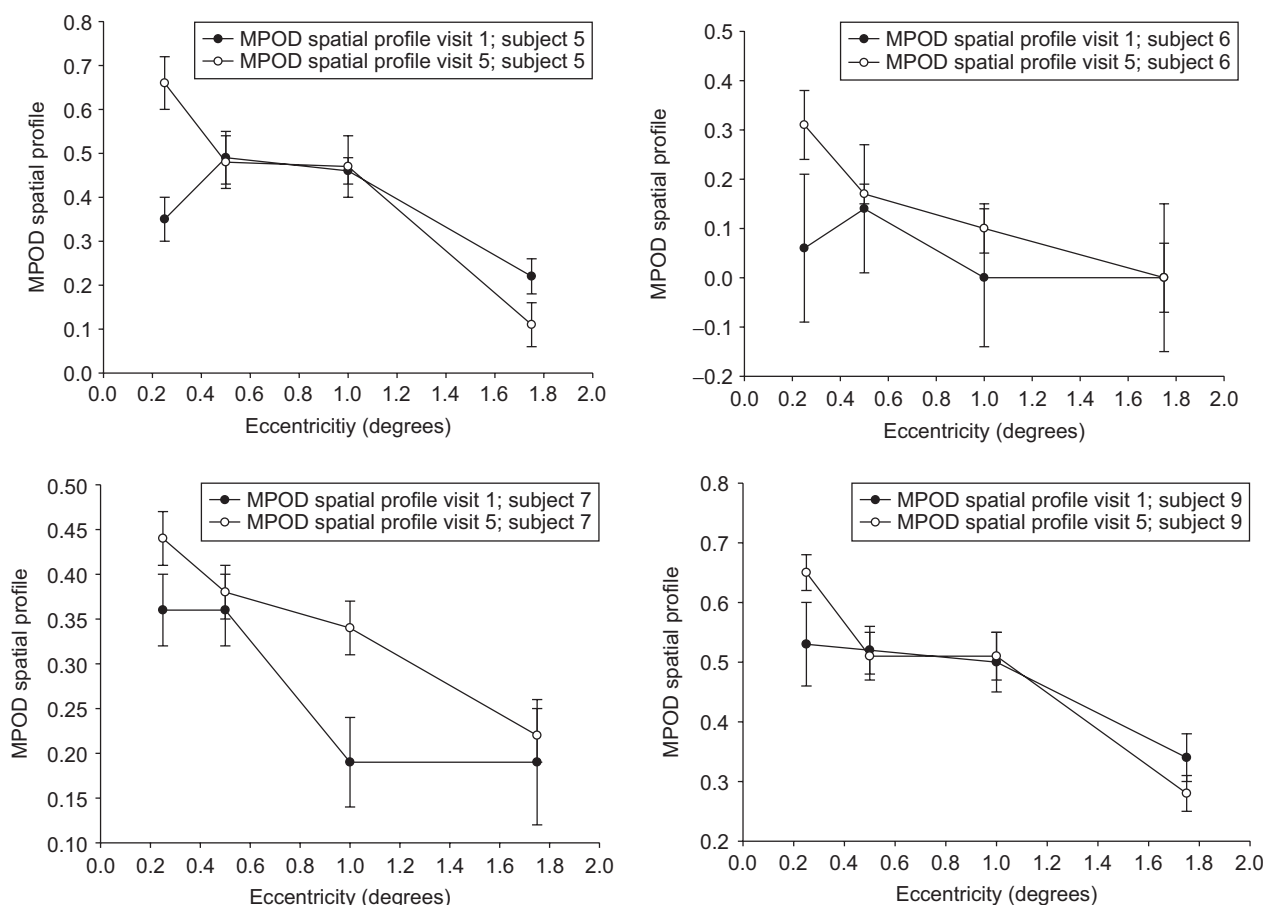 MPOD spatial profile visit 1; subject 5
MPOD spatial profile visit 5; subject 5
MPOD spatial profile
0.8
0.7
0.6
0.5
0.4
0.3
0.2
0.1
0.0
0.0 0.2 0.4 0.6 0.8 1.0 1.2 1.4 1.6 1.8 2.0
Eccentricitiy (degrees)
MPOD spatial profile visit 1; subject 6
MPOD spatial profile visit 5; subject 6
MPOD spatial profile
0.5
0.4
0.3
0.2
0.1
0.0
–0.1
–0.2
0.0 0.2 0.4 0.6 0.8 1.0 1.2 1.4 1.6 1.8 2.0
Eccentricity (degrees)
MPOD spatial profile visit 1; subject 7
MPOD spatial profile visit 5; subject 7
MPOD spatial profile
0.50
0.45
0.40
0.35
0.30
0.25
0.20
0.15
0.10
0.0 0.2 0.4 0.6 0.8 1.0 1.2 1.4 1.6 1.8 2.0
Eccentricity (degrees)
MPOD spatial profile visit 1; subject 9
MPOD spatial profile visit 5; subject 9
MPOD spatial profile
0.8
0.7
0.6
0.5
0.4
0.3
0.2
0.0 0.2 0.4 0.6 0.8 1.0 1.2 1.4 1.6 1.8 2.0
Eccentricity (degrees)